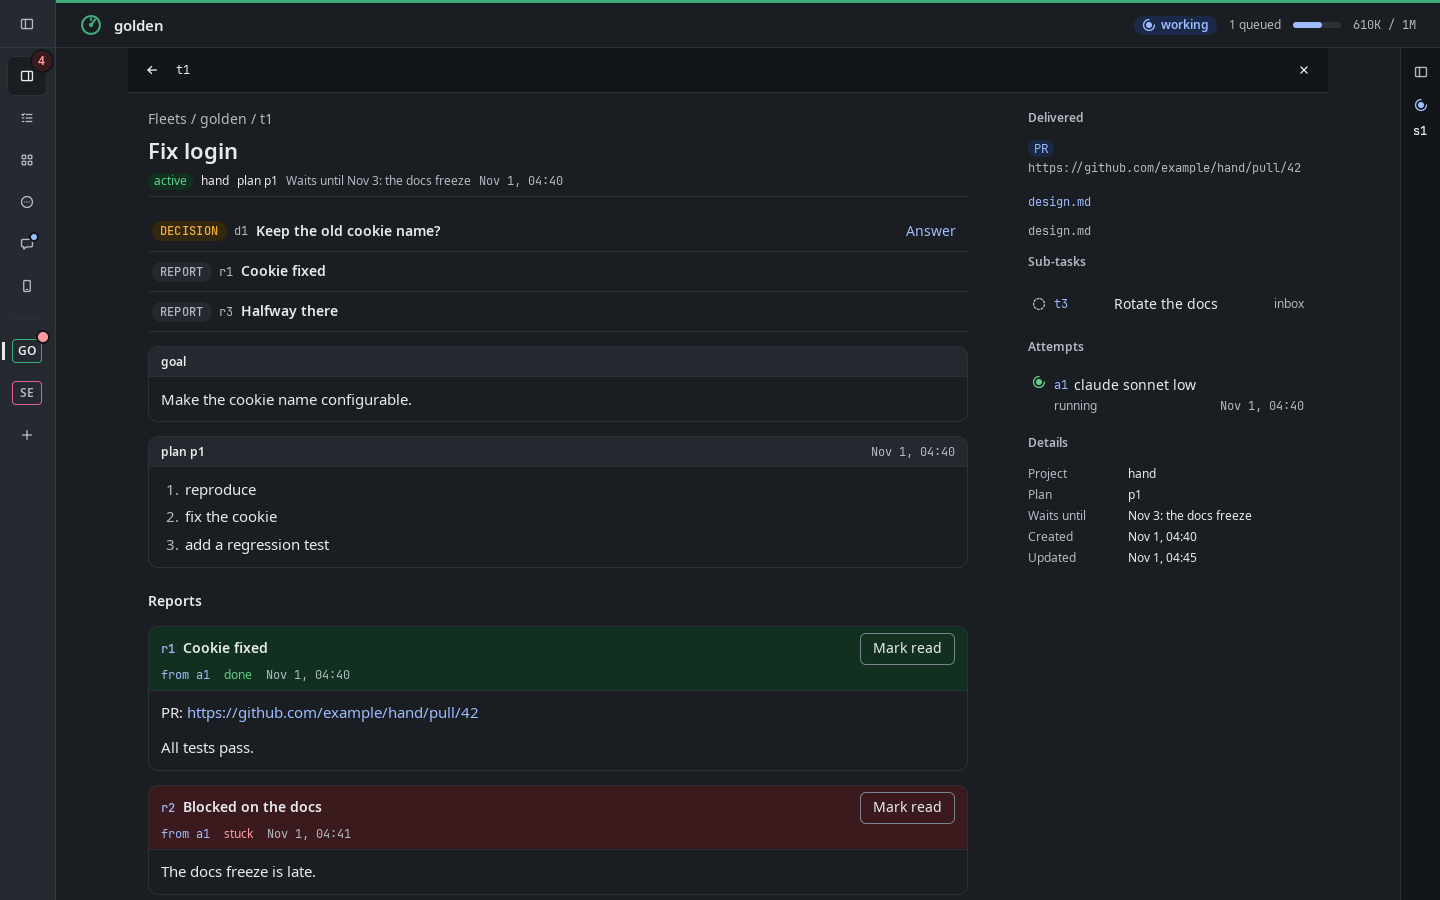 golden
working
1 queued
610K / 1M
4
t1
s1
GO
SE
Fleets / golden / t1
Fix login
active hand plan p1 Waits until Nov 3: the docs freeze Nov 1, 04:40
DECISION d1 Keep the old cookie name? Answer
REPORT r1 Cookie fixed
REPORT r3 Halfway there
goal
Make the cookie name configurable.
plan p1 Nov 1, 04:40
1. reproduce
2. fix the cookie
3. add a regression test
Reports
r1 Cookie fixed Mark read
from a1 done Nov 1, 04:40
PR: https://github.com/example/hand/pull/42
All tests pass.
r2 Blocked on the docs Mark read
from a1 stuck Nov 1, 04:41
The docs freeze is late.
Delivered
PR
https://github.com/example/hand/pull/42
design.md
design.md
Sub-tasks
t3 Rotate the docs inbox
Attempts
a1 claude sonnet low
running Nov 1, 04:40
Details
Project hand
Plan p1
Waits until Nov 3: the docs freeze
Created Nov 1, 04:40
Updated Nov 1, 04:45